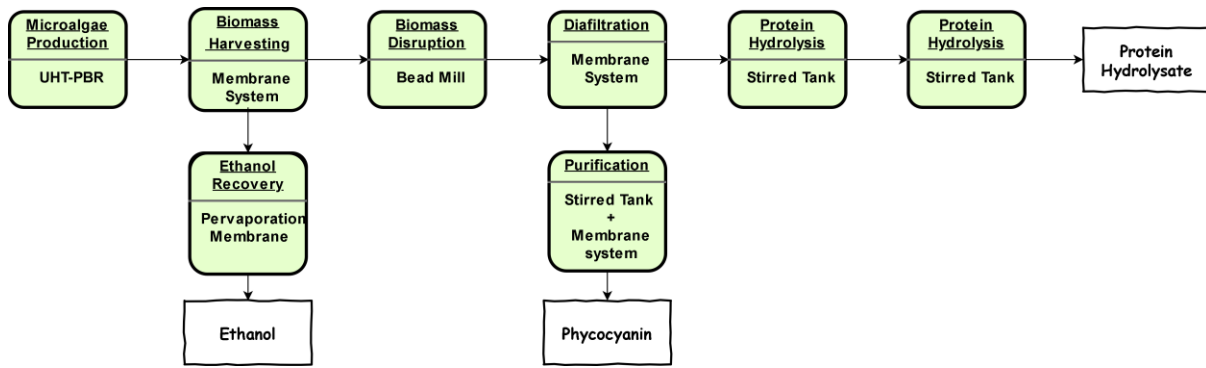 Microalgae
Production
UHT-PBR
Biomass
Harvesting
Membrane
System
Biomass
Disruption
Bead Mill
Diafiltration
Membrane
System
Protein
Hydrolysis
Stirred Tank
Protein
Hydrolysis
Stirred Tank
Protein
Hydrolysate
Ethanol
Recovery
Pervaporation
Membrane
Purification
Stirred Tank
+
Membrane
system
Ethanol
Phycocyanin